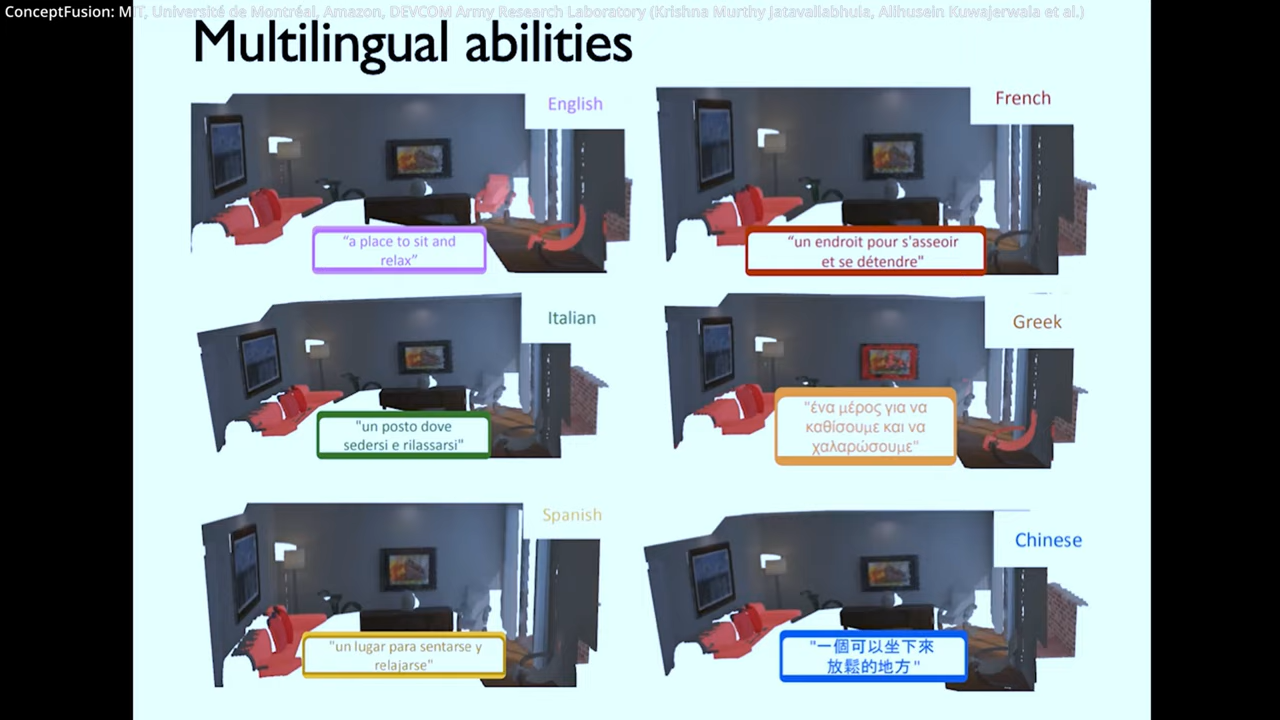 ConceptFusion: MIT, Université de Montréal, Amazon, DEVCOM Army Research Laboratory (Krishna Murthy Jatavallabhula, Alihusein Kuwajerwala et al.)
Multilingual abilities
English
"a place to sit and
relax"
French
"un endroit pour s'asseoir
et se détendre"
Italian
"un posto dove
sedersi e rilassarsi"
Greek
"ένα μέρος για να
καθίσουμε και να
χαλαρώσουμε"
Spanish
"un lugar para sentarse y
relajarse"
Chinese
"一個可以坐下來
放鬆的地方"